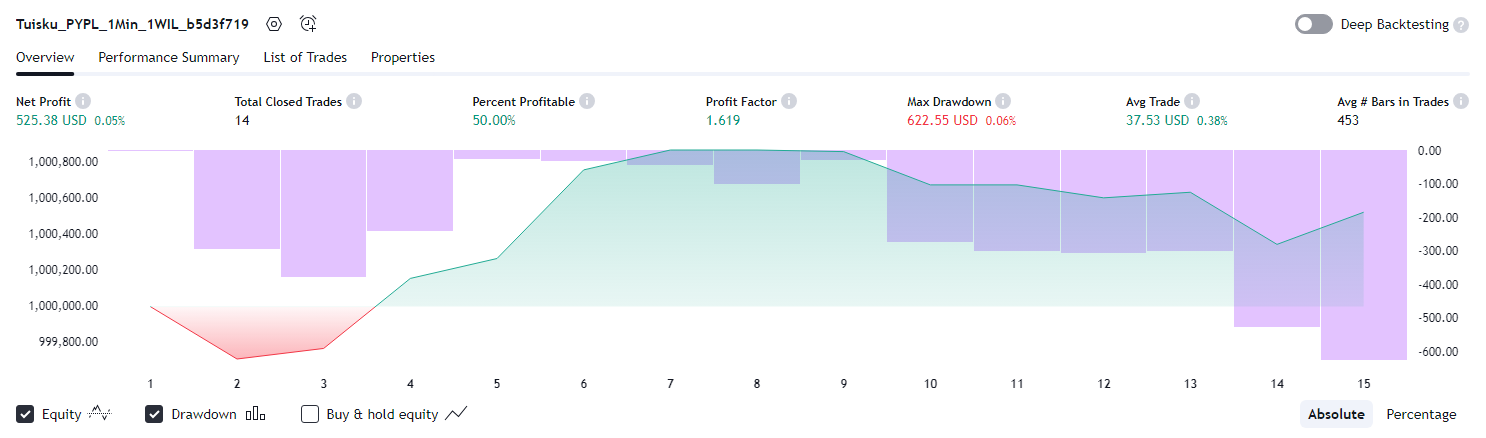 Tuisku_PYPL_1Min_1WIL_b5d3f719 Deep Backtesting ?
Overview Performance Summary List of Trades Properties
Net Profit i Total Closed Trades i Percent Profitable i Profit Factor i Max Drawdown i Avg Trade i Avg # Bars in Trades i
525.38 USD 0.05% 14 50.00% 1.619 622.55 USD 0.06% 37.53 USD 0.38% 453
1,000,800.00
1,000,600.00
1,000,400.00
1,000,200.00
1,000,000.00
999,800.00
0.00
-100.00
-200.00
-300.00
-400.00
-500.00
-600.00
1 2 3 4 5 6 7 8 9 10 11 12 13 14 15
Equity Drawdown Buy & hold equity Absolute Percentage